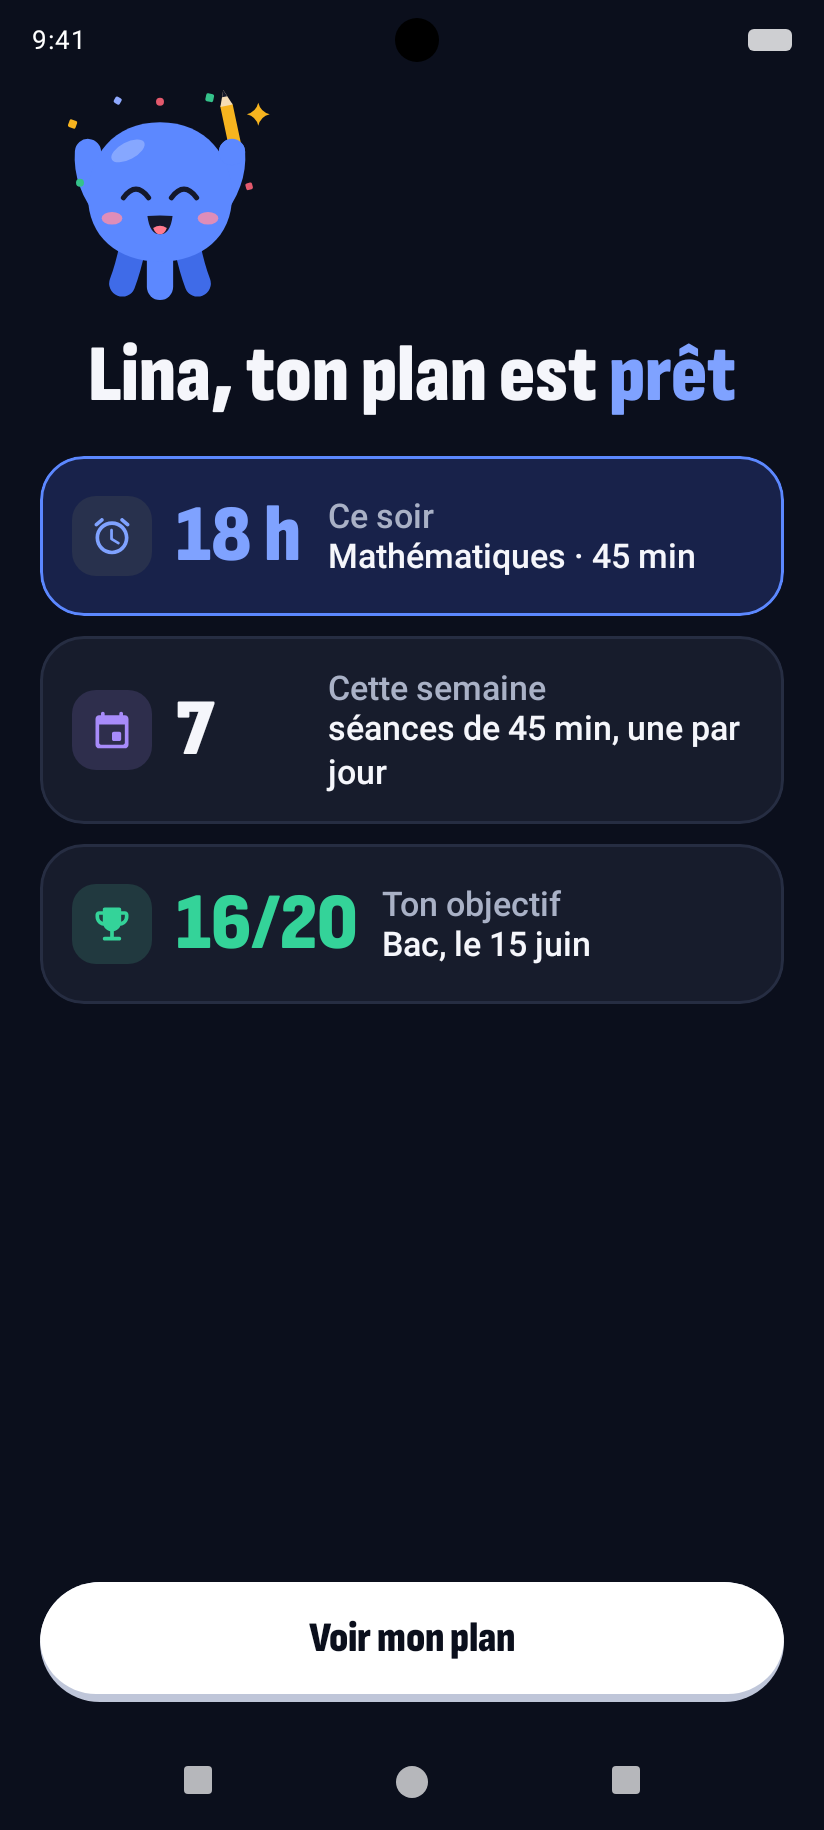 9:41
Lina, ton plan est prêt
18 h
Ce soir
Mathématiques · 45 min
7
Cette semaine
séances de 45 min, une par
jour
16/20
Ton objectif
Bac, le 15 juin
Voir mon plan